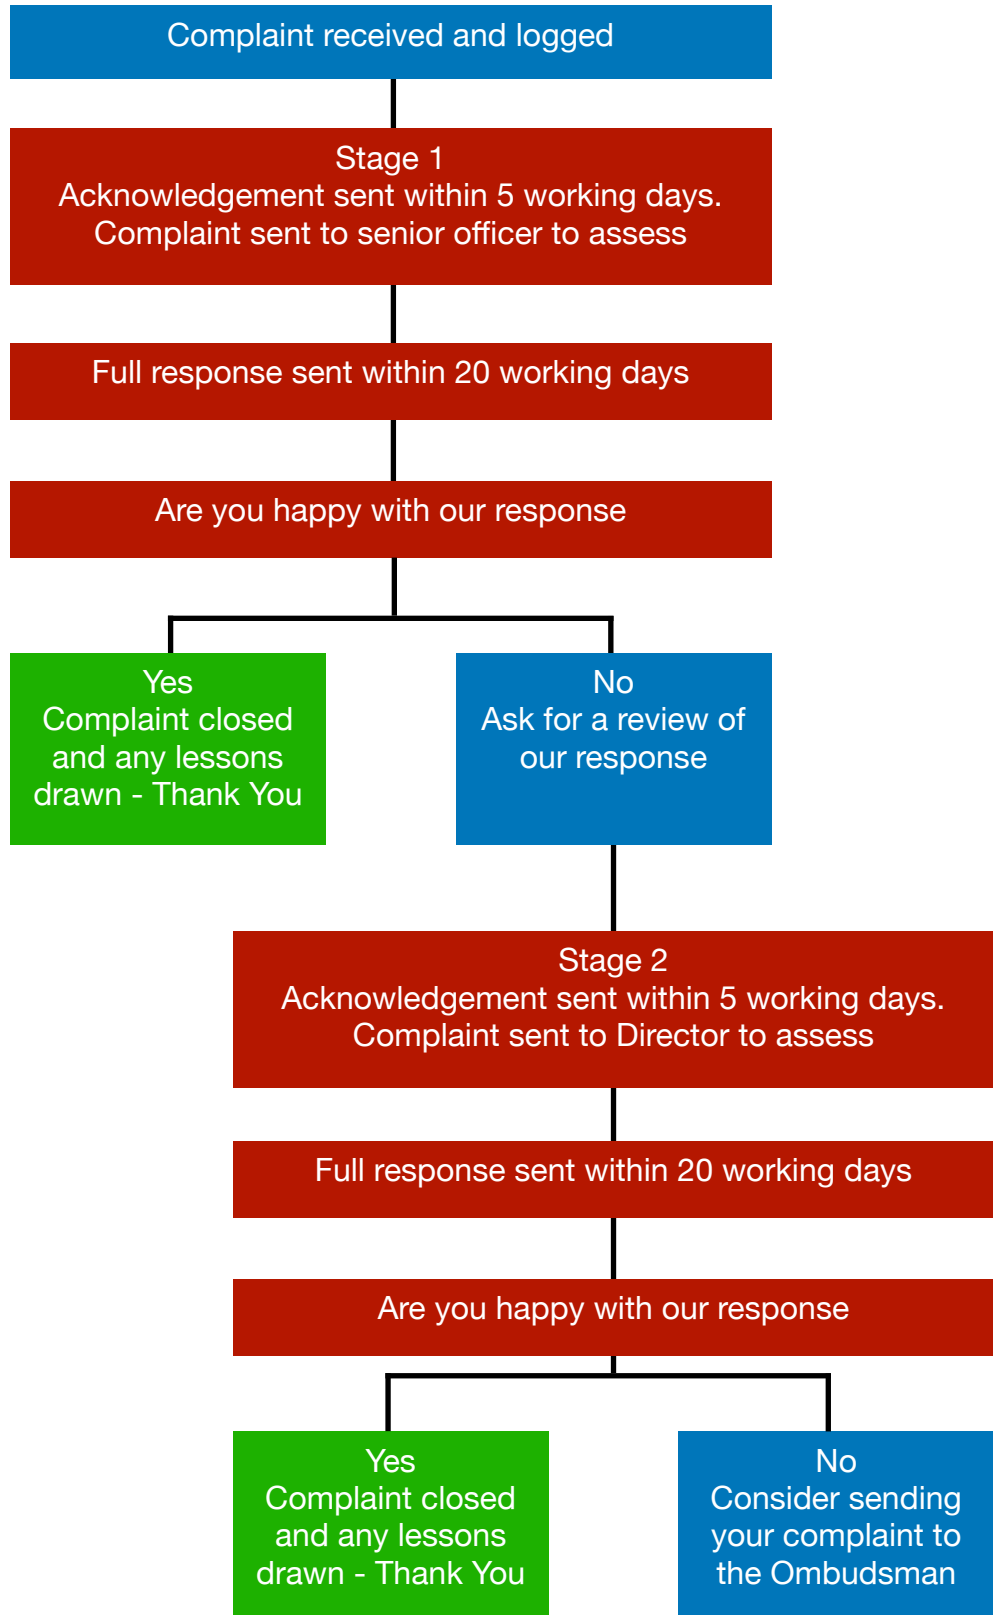 Complaint received and logged
Stage 1
Acknowledgement sent within 5 working days.
Complaint sent to senior officer to assess
Full response sent within 20 working days
Are you happy with our response
Yes
Complaint closed
and any lessons
drawn - Thank You
No
Ask for a review of
our response
Stage 2
Acknowledgement sent within 5 working days.
Complaint sent to Director to assess
Full response sent within 20 working days
Are you happy with our response
Yes
Complaint closed
and any lessons
drawn - Thank You
No
Consider sending
your complaint to
the Ombudsman